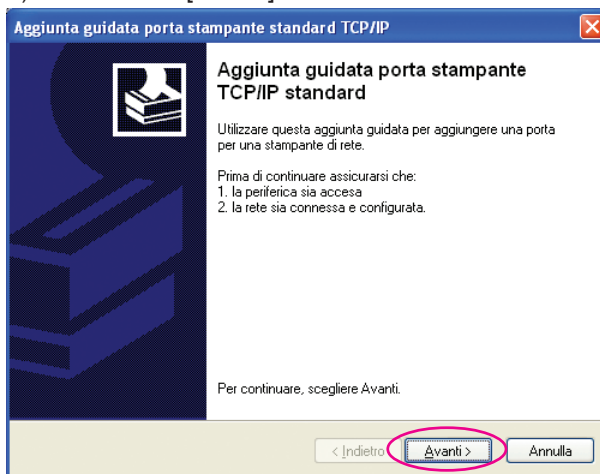 Aggiunta guidata porta stampante standard TCP/IP
Aggiunta guidata porta stampante
TCP/IP standard
Utilizzare questa aggiunta guidata per aggiungere una porta
per una stampante di rete.
Prima di continuare assicurarsi che:
1. la periferica sia accesa
2. la rete sia connessa e configurata.
Per continuare, scegliere Avanti.
< Indietro Avanti > Annulla